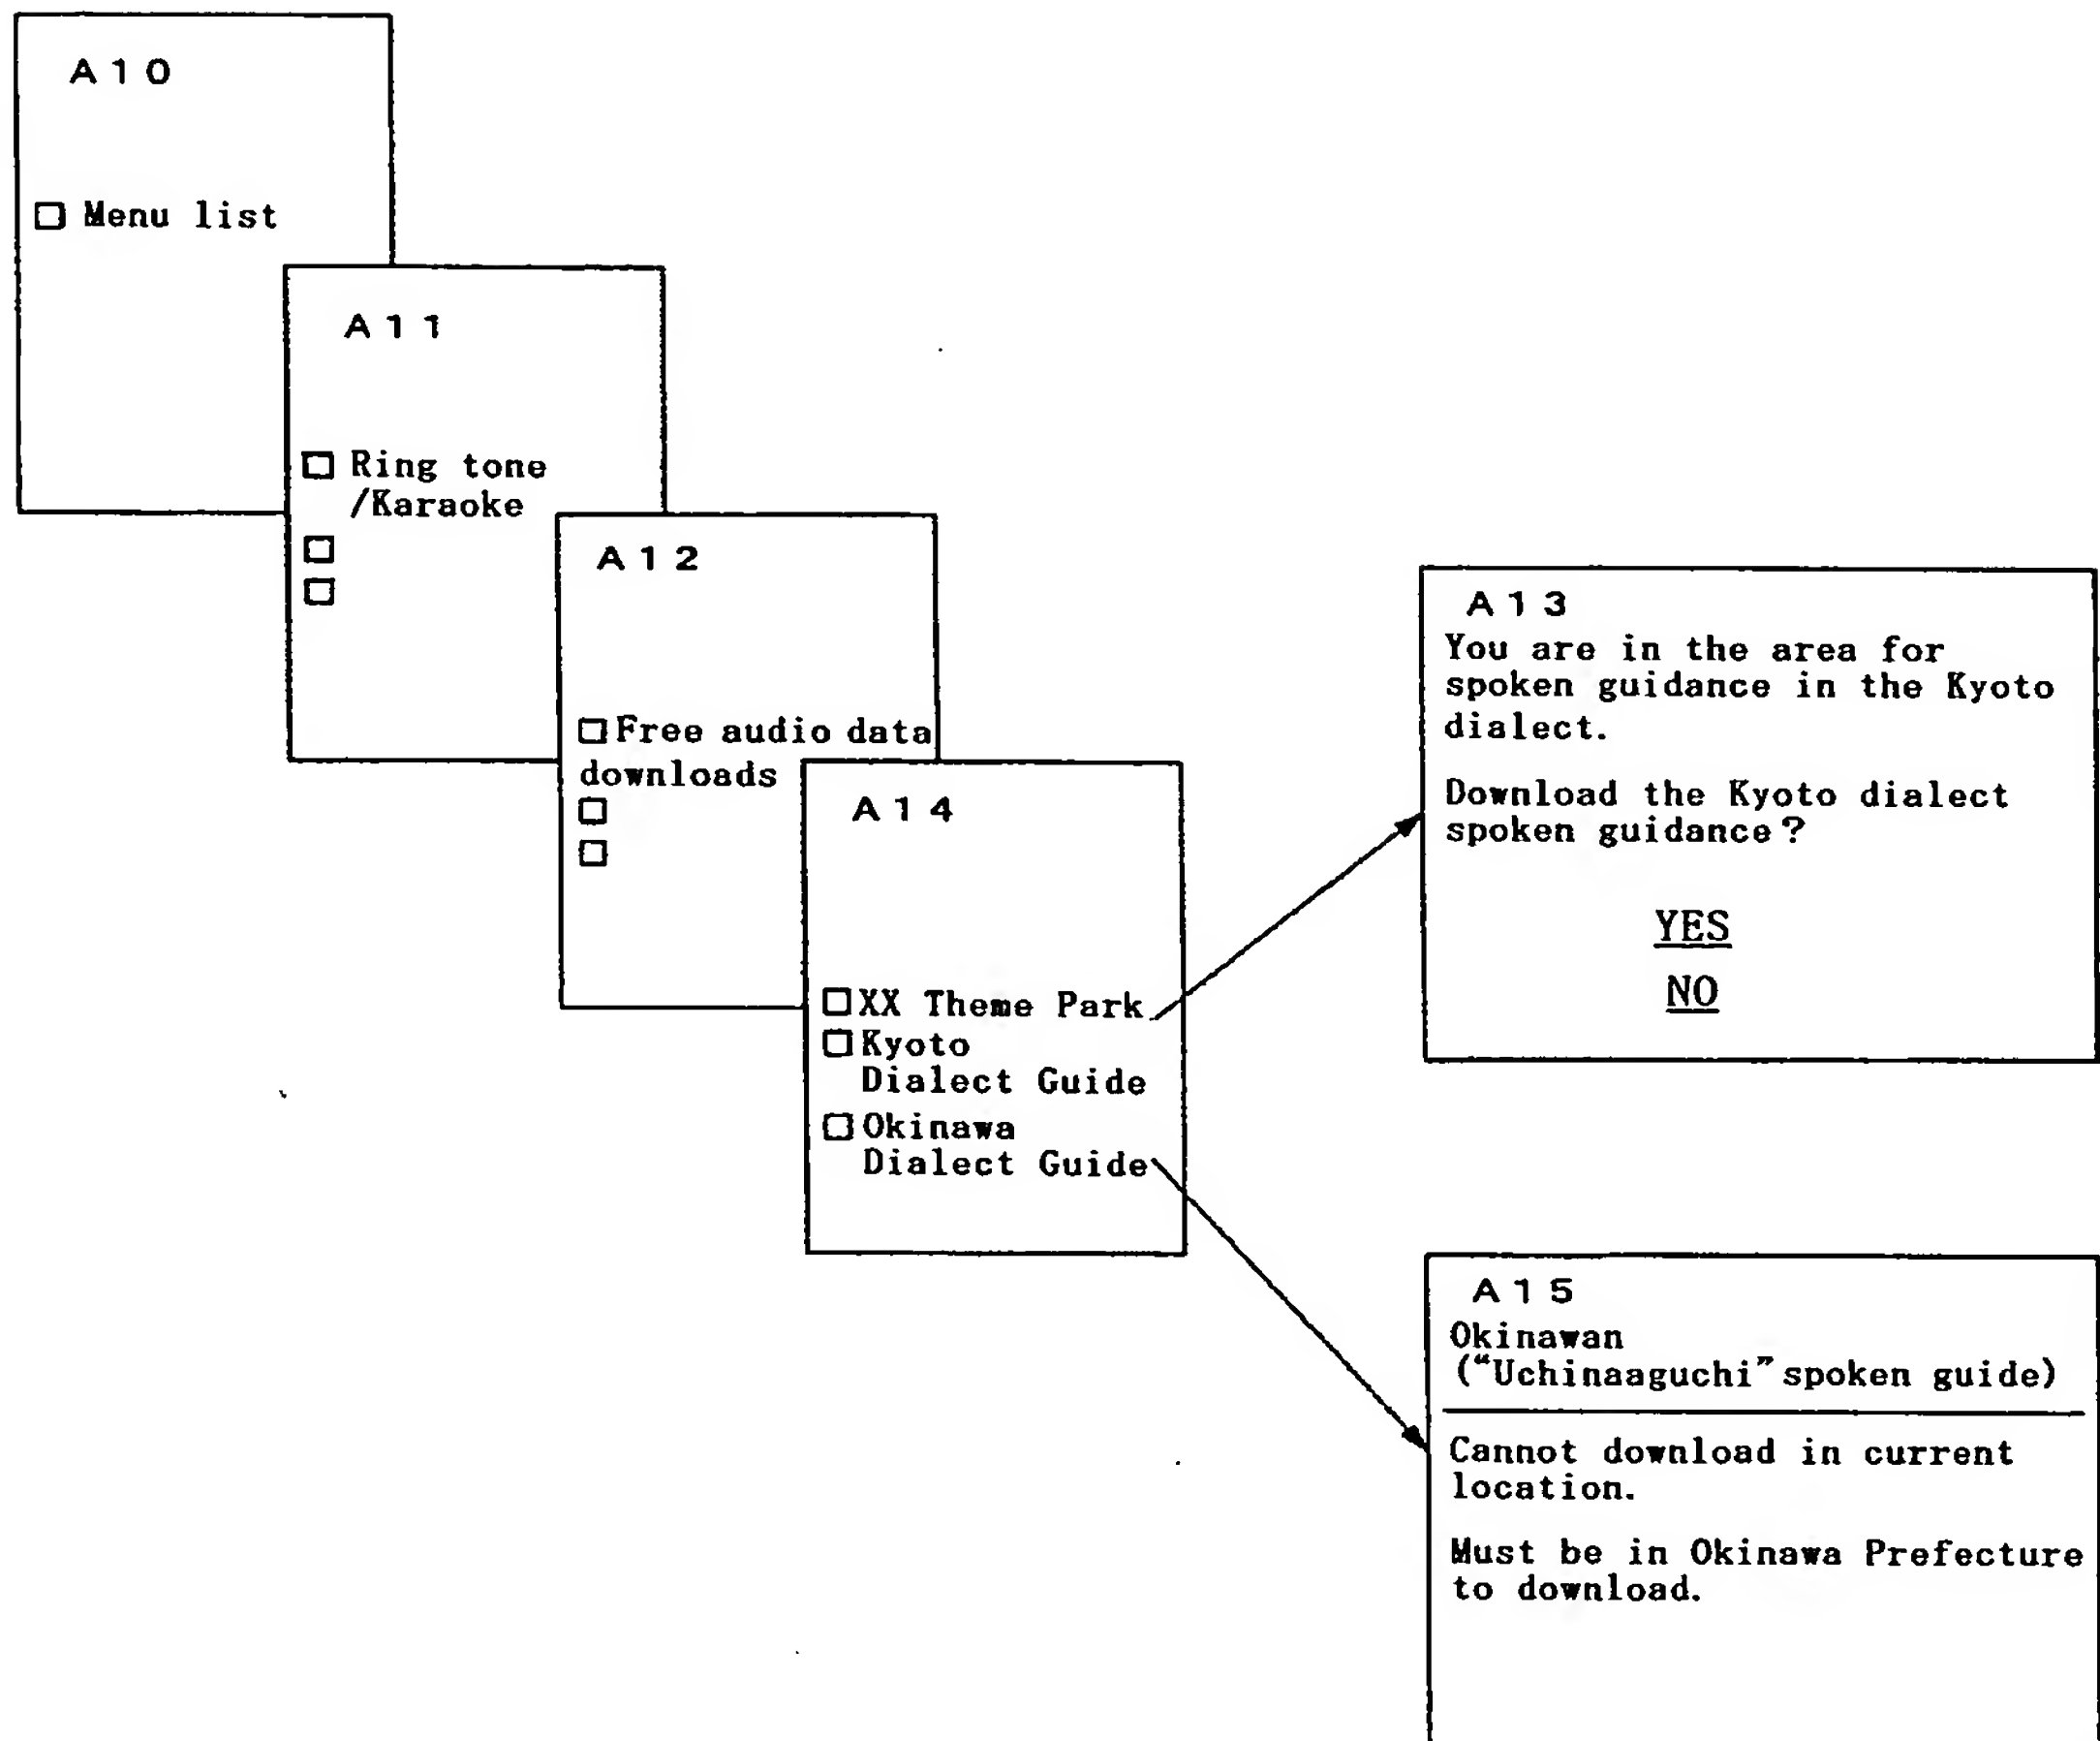 A10
Menu list
A11
Ring tone
/Karaoke
A12
Free audio data
downloads
A14
XX Theme Park
Kyoto
Dialect Guide
Okinawa
Dialect Guide
A13
You are in the area for
spoken guidance in the Kyoto
dialect.
Download the Kyoto dialect
spoken guidance?
YES
NO
A15
Okinawan
(“Uchinaaguchi” spoken guide)
Cannot download in current
location.
Must be in Okinawa Prefecture
to download.